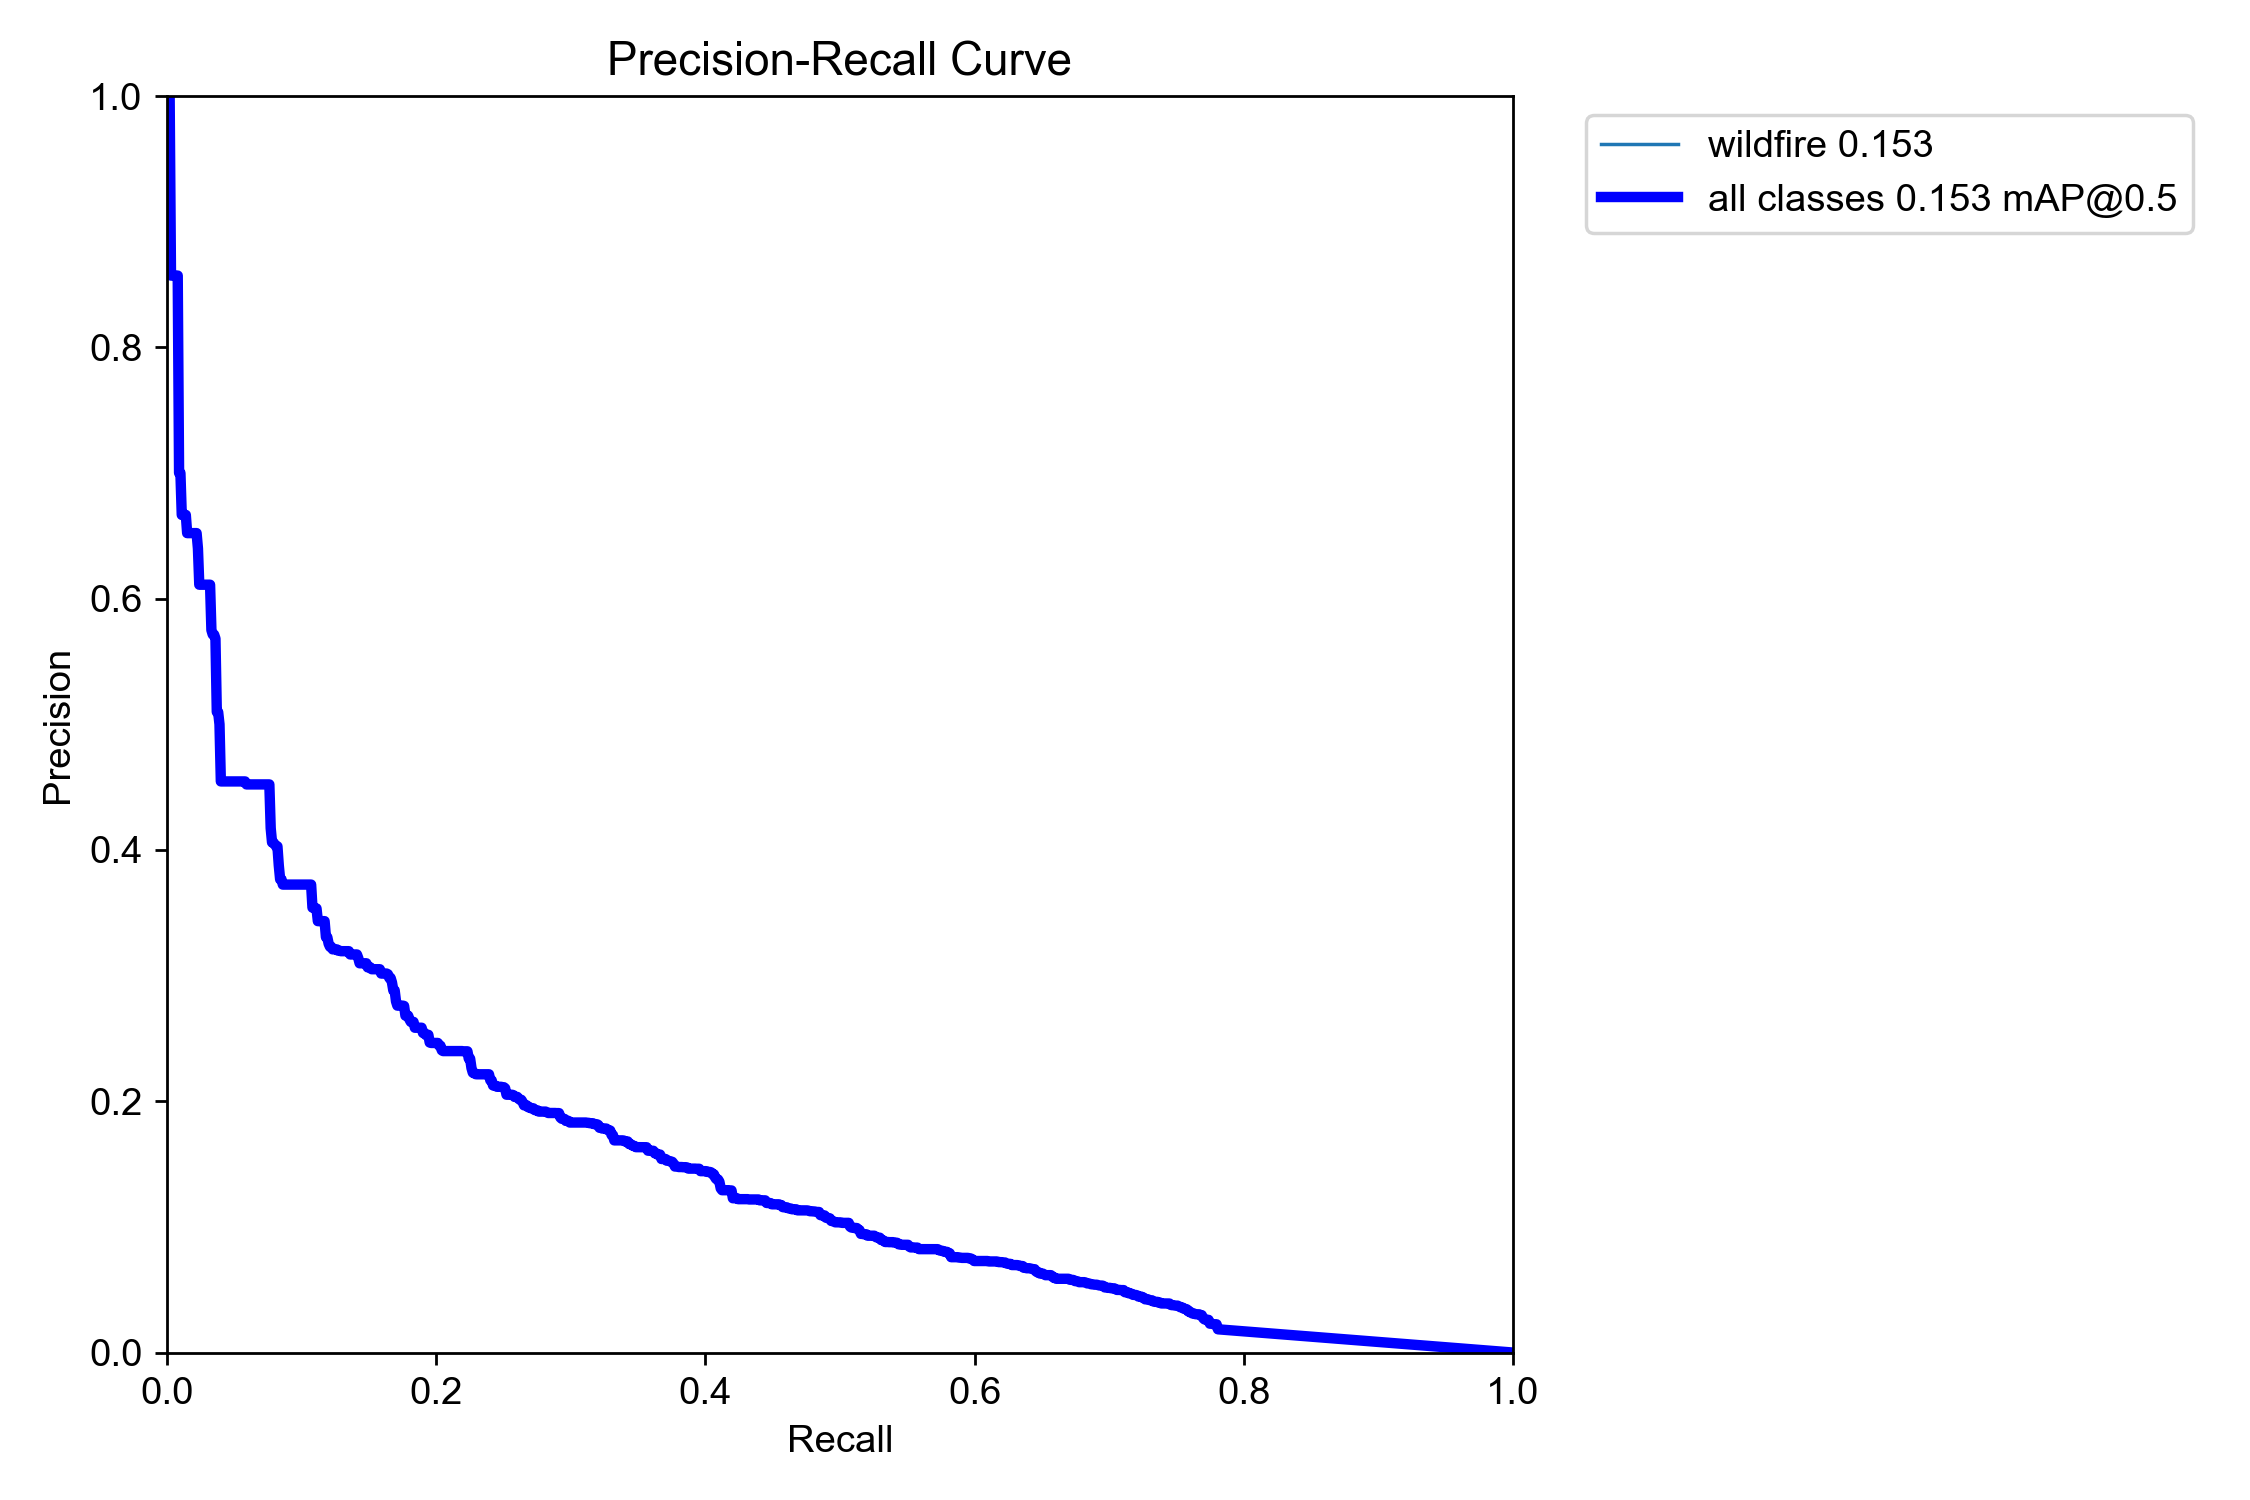 Precision-Recall Curve
wildfire 0.153
all classes 0.153 mAP@0.5
1.0
0.8
0.6
0.4
0.2
0.0
Precision
0.0 0.2 0.4 0.6 0.8 1.0
Recall